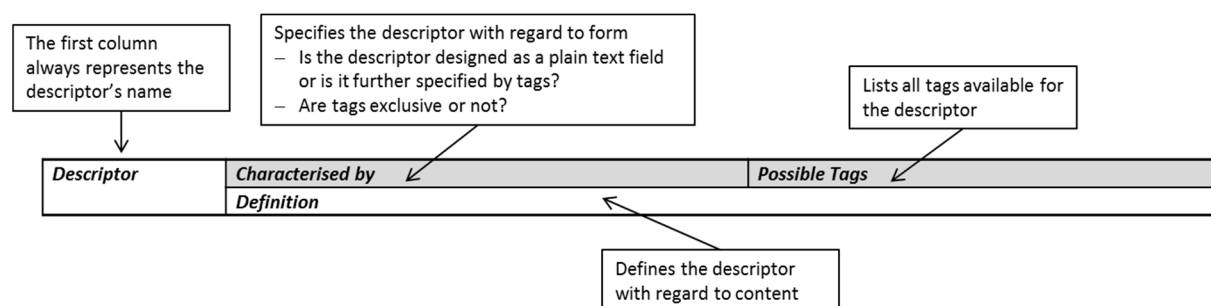 The first column
always represents the
descriptor's name
Specifies the descriptor with regard to form
– Is the descriptor designed as a plain text field
or is it further specified by tags?
– Are tags exclusive or not?
Lists all tags available for
the descriptor
Descriptor
Characterised by
Possible Tags
Definition
Defines the descriptor
with regard to content